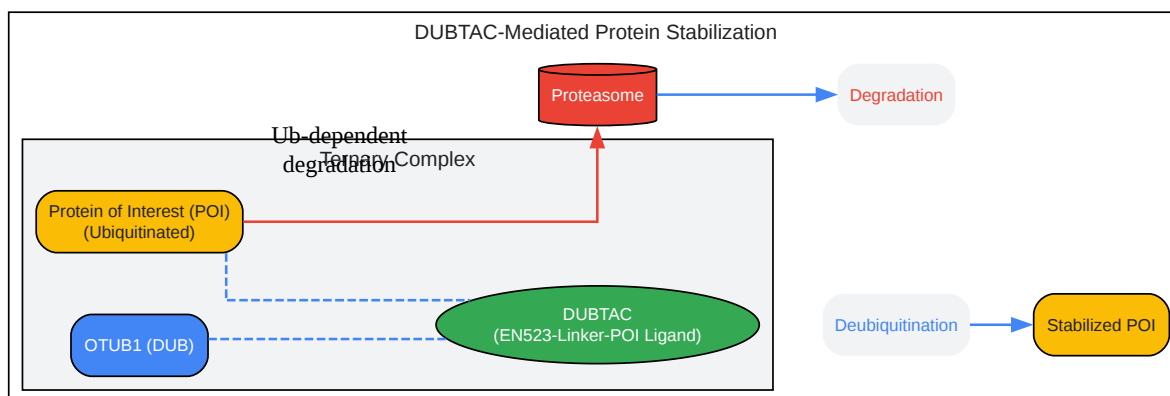 DUBTAC-Mediated Protein Stabilization
Proteasome
Degradation
Ub-dependent
degradation
Ternary Complex
Protein of Interest (POI)
(Ubiquitinated)
DUBTAC
(EN523-Linker-POI Ligand)
OTUB1 (DUB)
Deubiquitination
Stabilized POI